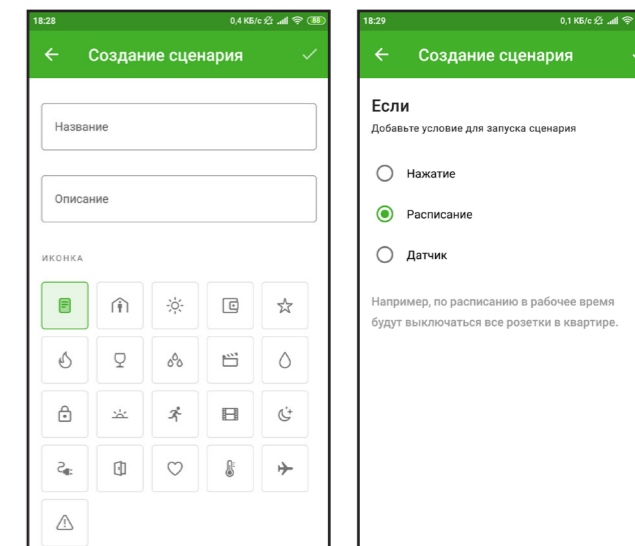 18:28
0,4 КБ/с
88
Создание сценария
Название
Описание
ИКОНКА
18:29
0,1 КБ/с
Создание сценария
Если
Добавьте условие для запуска сценария
Нажатие
Расписание
Датчик
Например, по расписанию в рабочее время
будут выключаться все розетки в квартире.